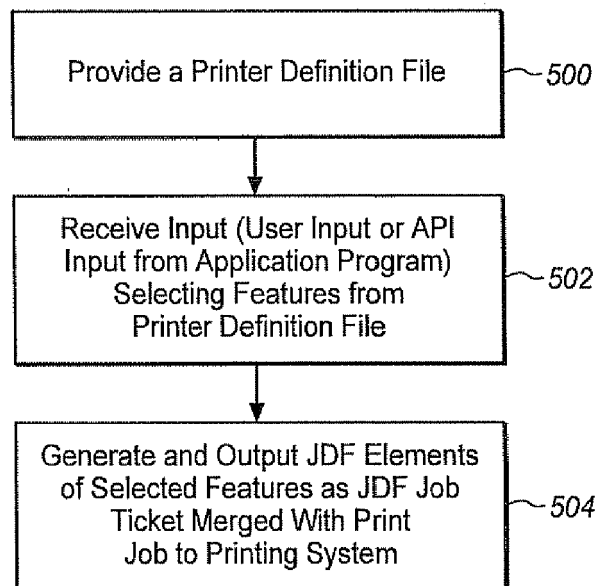 Provide a Printer Definition File
500
Receive Input (User Input or API
Input from Application Program)
Selecting Features from
Printer Definition File
502
Generate and Output JDF Elements
of Selected Features as JDF Job
Ticket Merged With Print
Job to Printing System
504